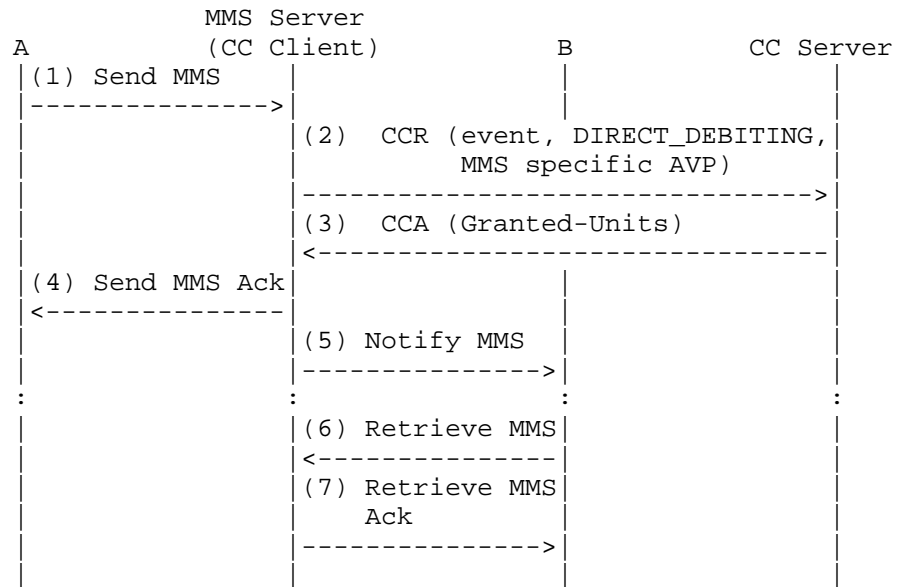 MMS Server
A (CC Client) B CC Server
(1) Send MMS
(2) CCR (event, DIRECT_DEBITING,
MMS specific AVP)
(3) CCA (Granted-Units)
(4) Send MMS Ack
(5) Notify MMS
(6) Retrieve MMS
(7) Retrieve MMS
Ack